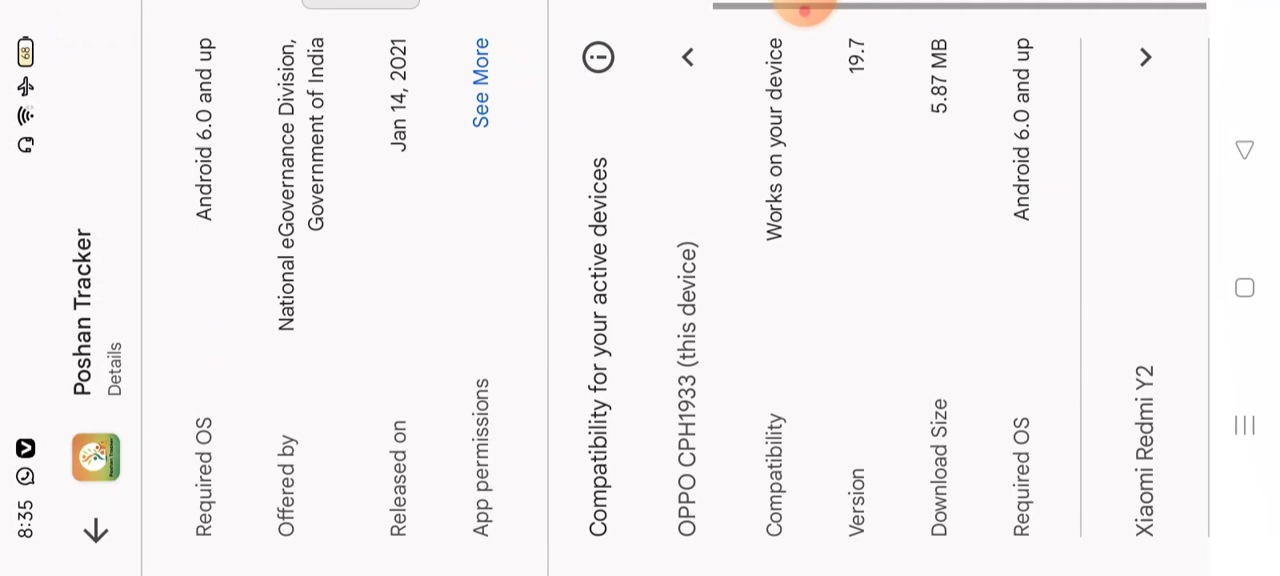 8:35
68
Poshan Tracker
Details
Required OS
Android 6.0 and up
Offered by
National eGovernance Division,
Government of India
Released on
Jan 14, 2021
App permissions
See More
Compatibility for your active devices
OPPO CPH1933 (this device)
Compatibility
Works on your device
Version
19.7
Download Size
5.87 MB
Required OS
Android 6.0 and up
Xiaomi Redmi Y2